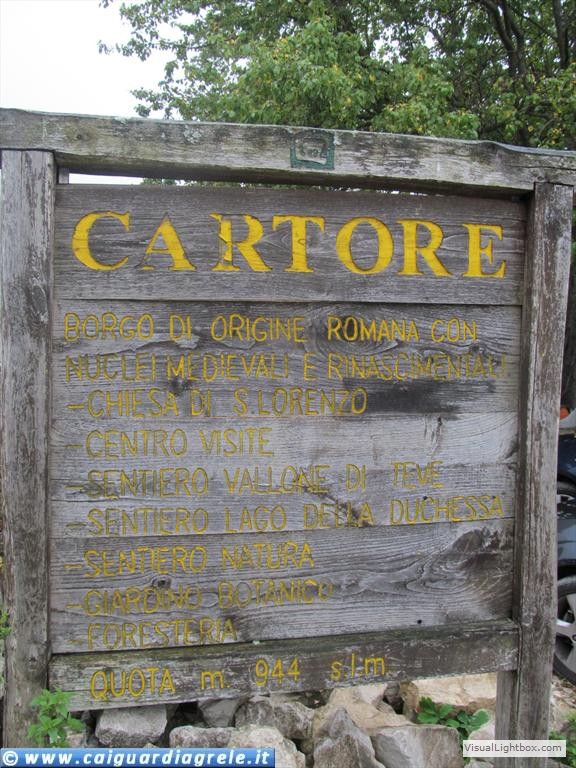 CARTORE
BORGO DI ORIGINE ROMANA CON
NUCLEI MEDIEVALI E RINASCIMENTALI
-CHIESA DI S.LORENZO
-CENTRO VISITE
-SENTIERO VALLONE DI TEVE
-SENTIERO LAGO DELLA DUCHESSA
-SENTIERO NATURA
-GIARDINO BOTANICO
-FORESTERIA
QUOTA m. 944 s.l.m.
© www.caiguardiagrele.it
VisualLightbox.com